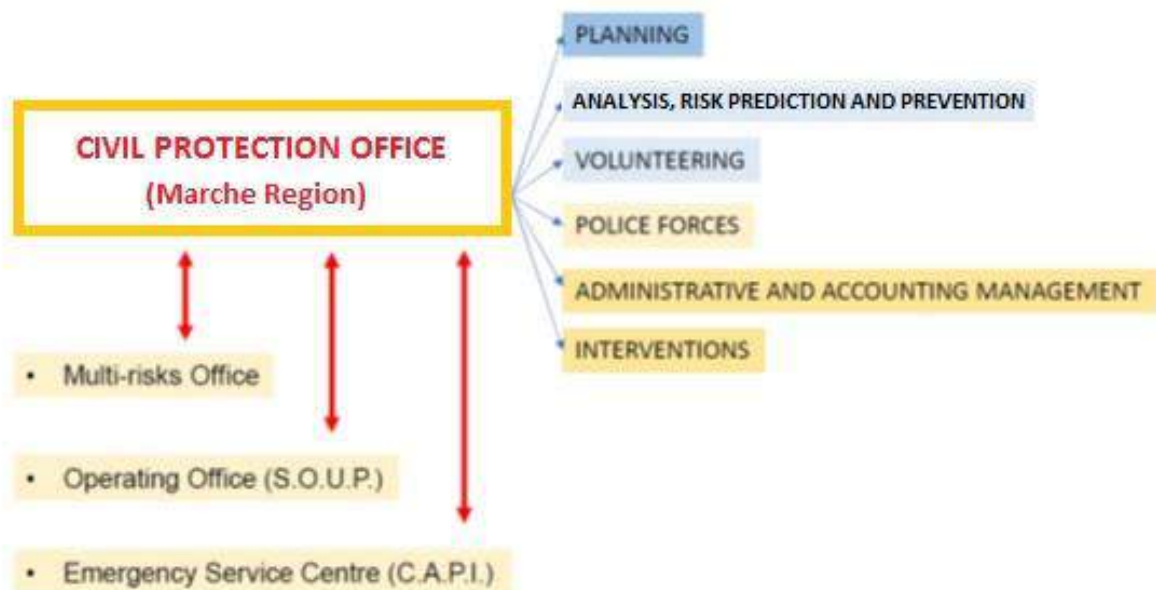 CIVIL PROTECTION OFFICE
(Marche Region)
PLANNING
ANALYSIS, RISK PREDICTION AND PREVENTION
VOLUNTEERING
POLICE FORCES
ADMINISTRATIVE AND ACCOUNTING MANAGEMENT
INTERVENTIONS
• Multi-risks Office
• Operating Office (S.O.U.P.)
• Emergency Service Centre (C.A.P.I.)